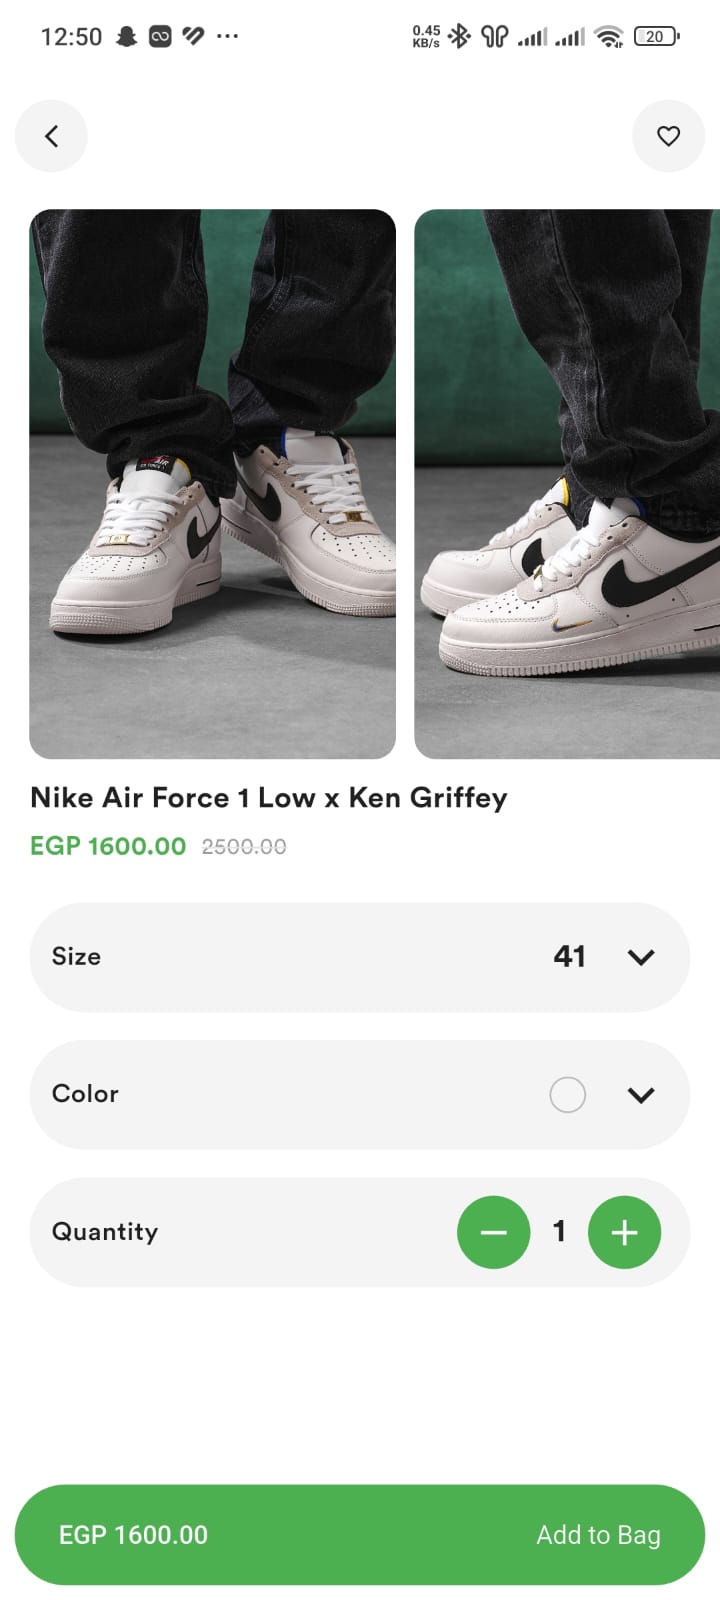 12:50
0.45
KB/s
20
Nike Air Force 1 Low x Ken Griffey
EGP 1600.00 2500.00
Size 41
Color
Quantity 1
EGP 1600.00 Add to Bag